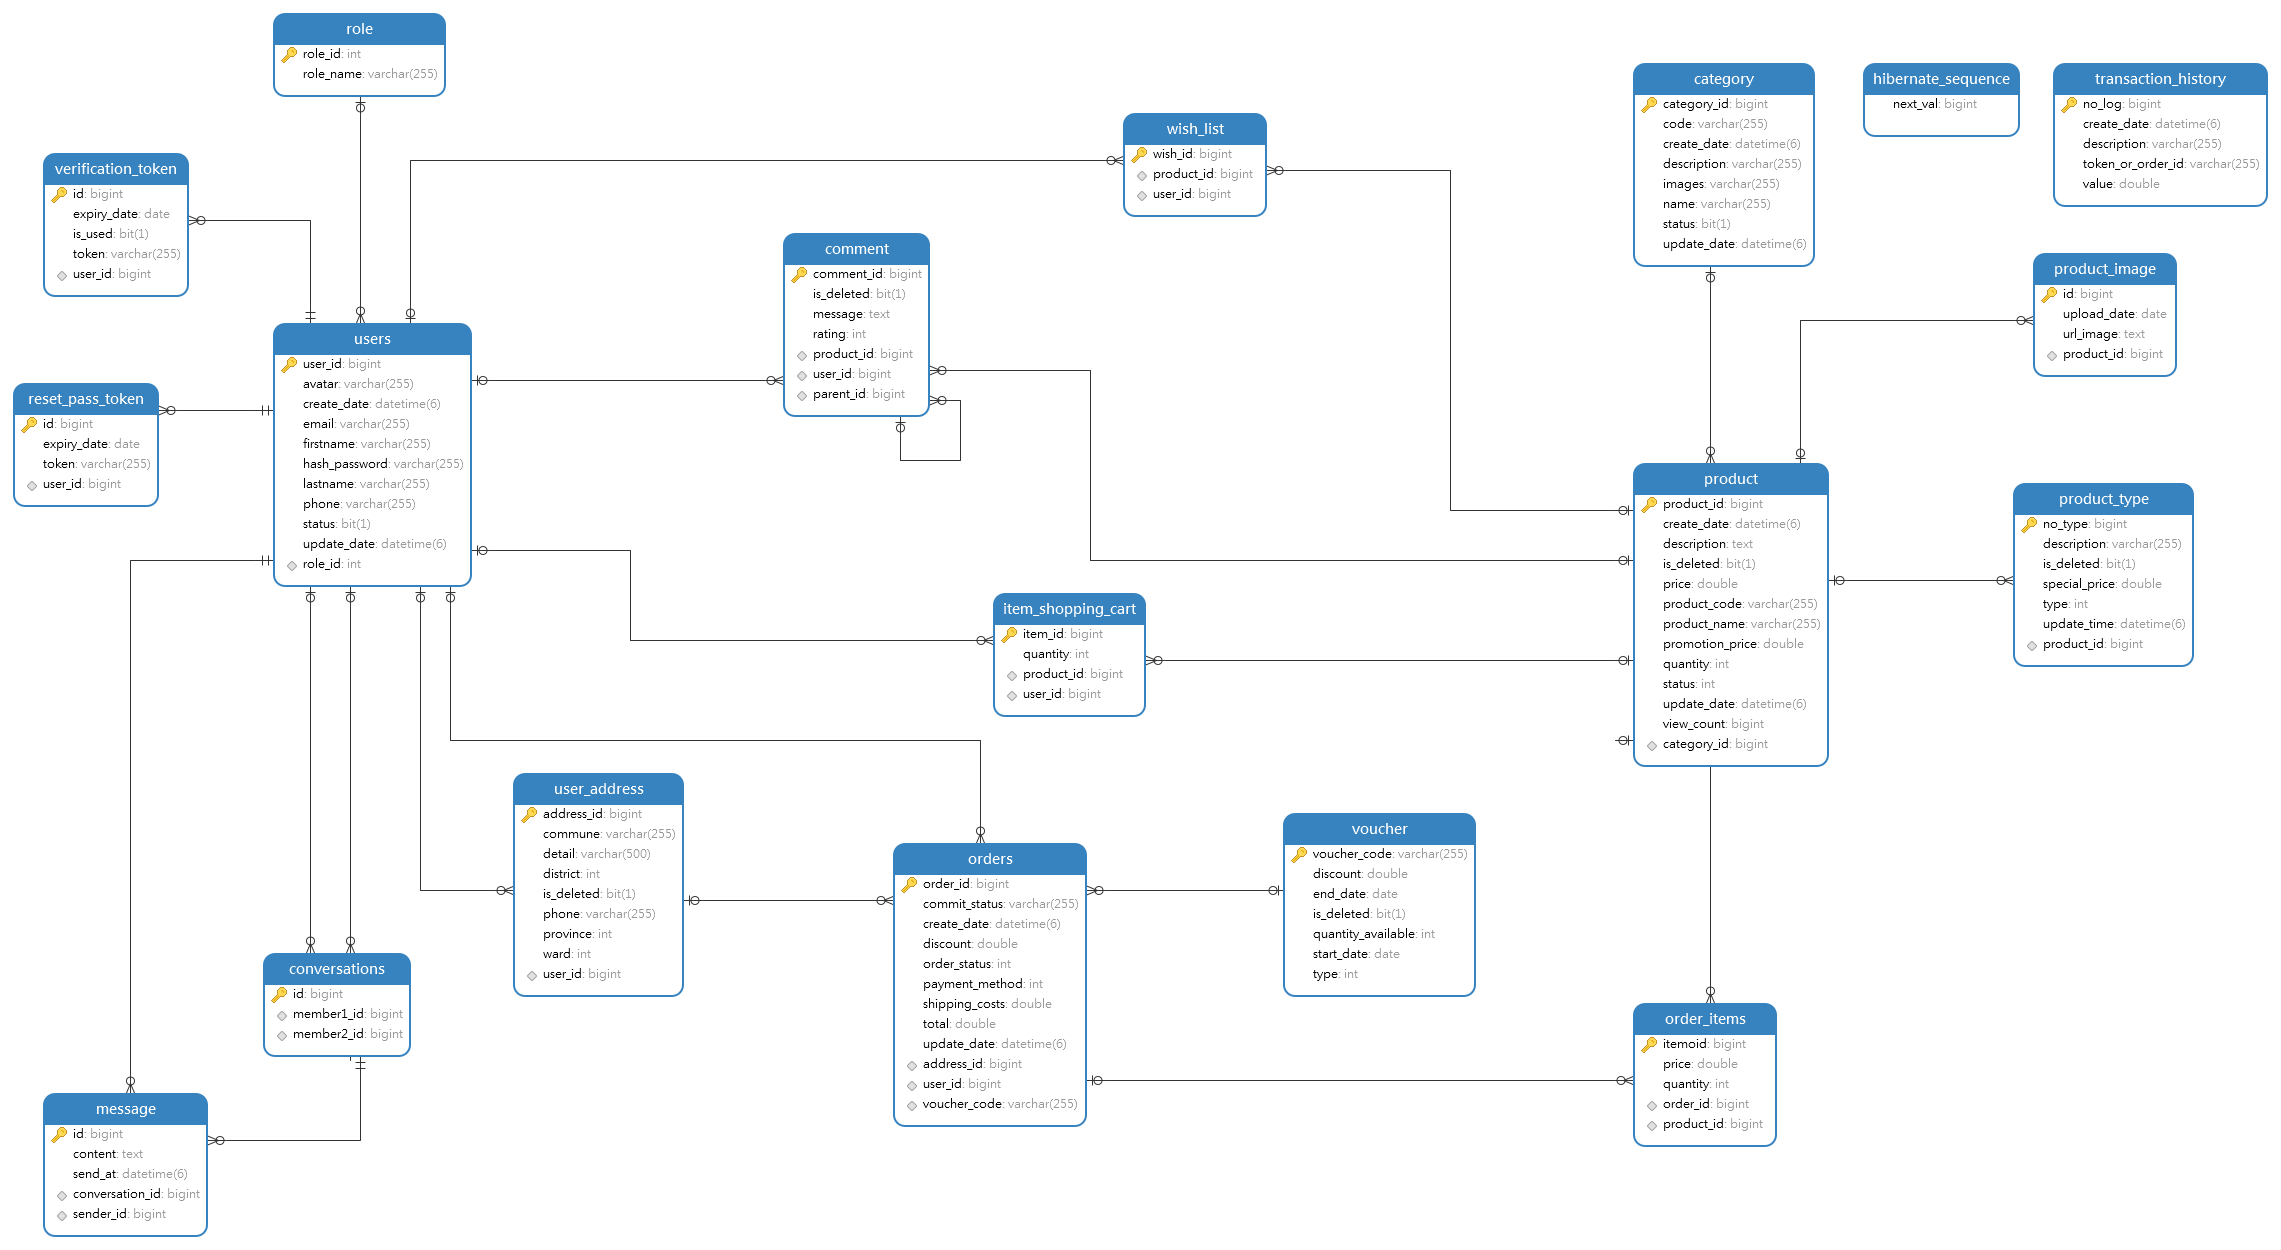 role
role_id: int
role_name: varchar(255)
verification_token
id: bigint
expiry_date: date
is_used: bit(1)
token: varchar(255)
user_id: bigint
users
user_id: bigint
avatar: varchar(255)
create_date: datetime(6)
email: varchar(255)
firstname: varchar(255)
hash_password: varchar(255)
lastname: varchar(255)
phone: varchar(255)
status: bit(1)
update_date: datetime(6)
role_id: int
reset_pass_token
id: bigint
expiry_date: date
token: varchar(255)
user_id: bigint
wish_list
wish_id: bigint
product_id: bigint
user_id: bigint
comment
comment_id: bigint
is_deleted: bit(1)
message: text
rating: int
product_id: bigint
user_id: bigint
parent_id: bigint
category
category_id: bigint
code: varchar(255)
create_date: datetime(6)
description: varchar(255)
images: varchar(255)
name: varchar(255)
status: bit(1)
update_date: datetime(6)
hibernate_sequence
next_val: bigint
transaction_history
no_log: bigint
create_date: datetime(6)
description: varchar(255)
token_or_order_id: varchar(255)
value: double
product_image
id: bigint
upload_date: date
url_image: text
product_id: bigint
product
product_id: bigint
create_date: datetime(6)
description: text
is_deleted: bit(1)
price: double
product_code: varchar(255)
product_name: varchar(255)
promotion_price: double
quantity: int
status: int
update_date: datetime(6)
view_count: bigint
category_id: bigint
product_type
no_type: bigint
description: varchar(255)
is_deleted: bit(1)
special_price: double
type: int
update_time: datetime(6)
product_id: bigint
item_shopping_cart
item_id: bigint
quantity: int
product_id: bigint
user_id: bigint
user_address
address_id: bigint
commune: varchar(255)
detail: varchar(500)
district: int
is_deleted: bit(1)
phone: varchar(255)
province: int
ward: int
user_id: bigint
orders
order_id: bigint
commit_status: varchar(255)
create_date: datetime(6)
discount: double
order_status: int
payment_method: int
shipping_costs: double
total: double
update_date: datetime(6)
address_id: bigint
user_id: bigint
voucher_code: varchar(255)
voucher
voucher_code: varchar(255)
discount: double
end_date: date
is_deleted: bit(1)
quantity_available: int
start_date: date
type: int
conversations
id: bigint
member1_id: bigint
member2_id: bigint
order_items
itemoid: bigint
price: double
quantity: int
order_id: bigint
product_id: bigint
message
id: bigint
content: text
send_at: datetime(6)
conversation_id: bigint
sender_id: bigint